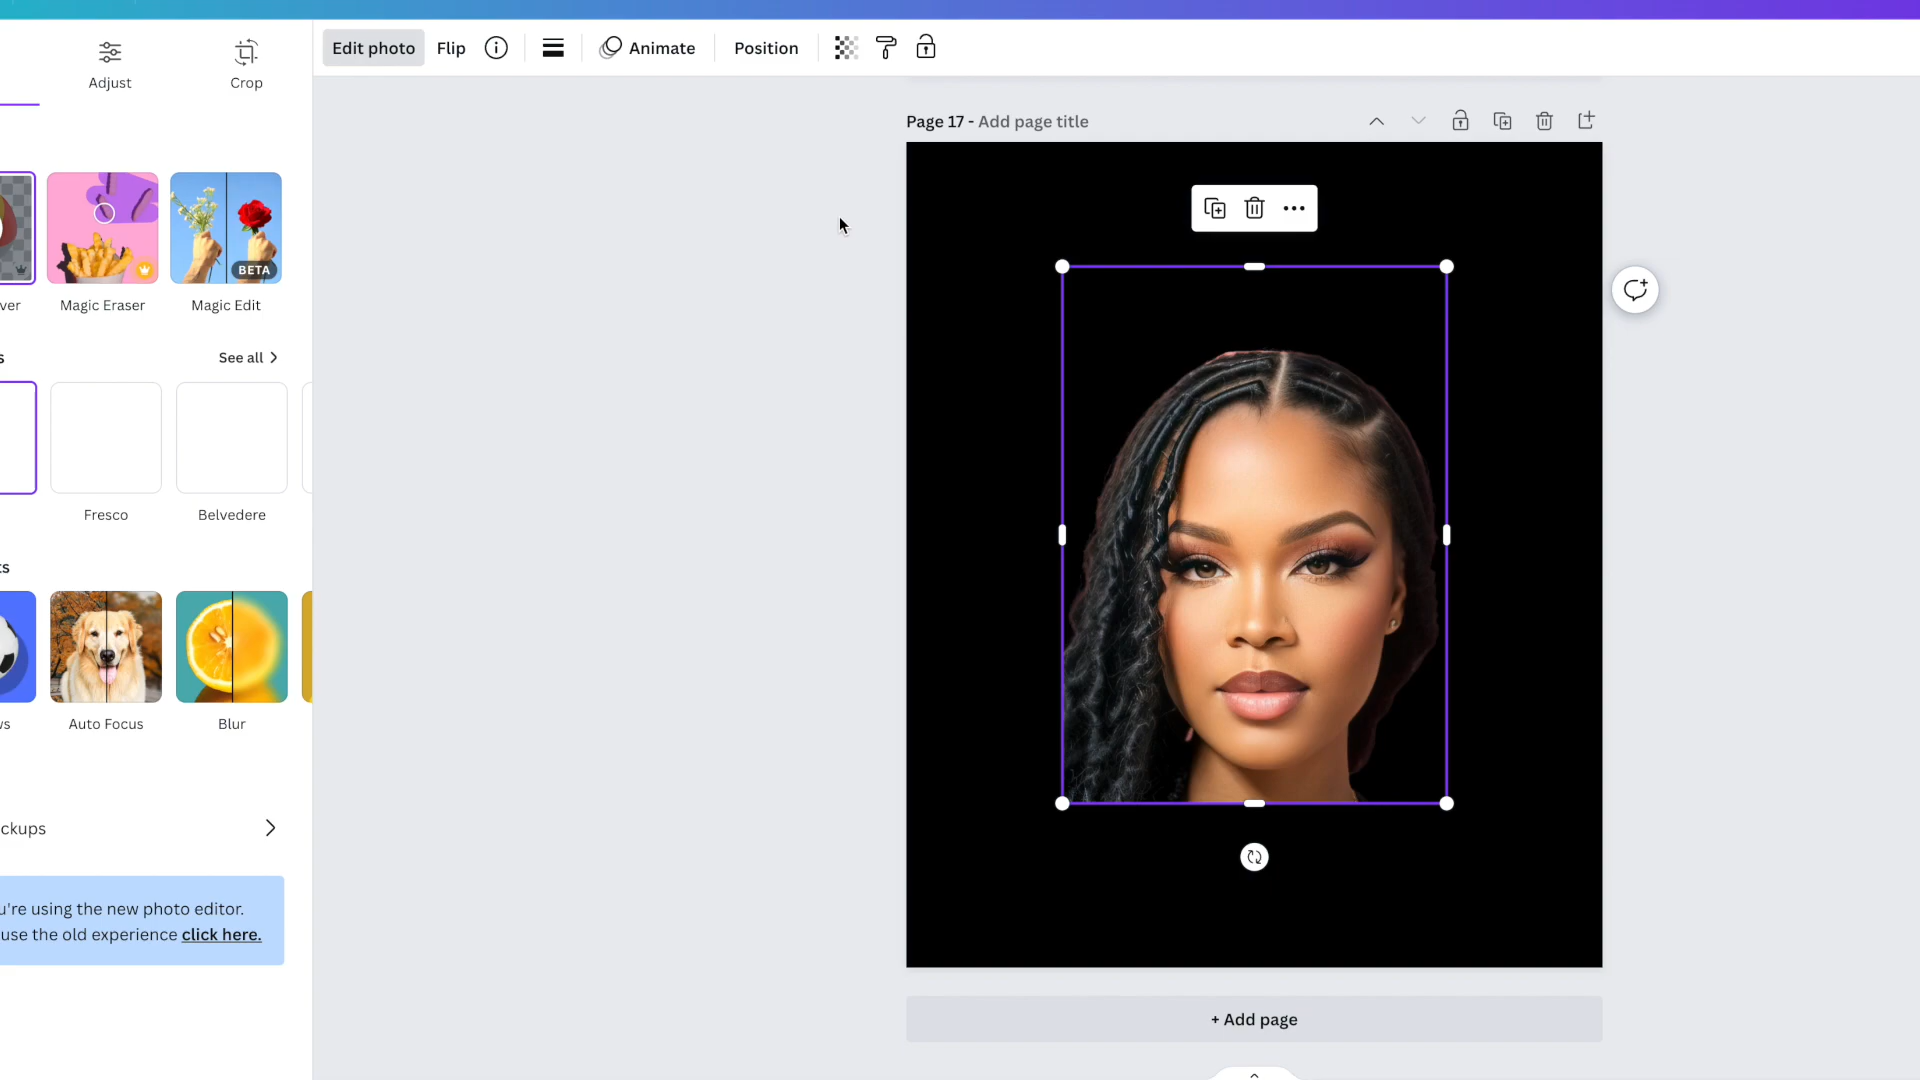 Edit photo
Flip
Animate
Position
Adjust
Crop
Page 17 - Add page title
BETA
ver
Magic Eraser
Magic Edit
s
See all
Fresco
Belvedere
ts
ws
Auto Focus
Blur
ckups
u're using the new photo editor.
use the old experience click here.
+ Add page